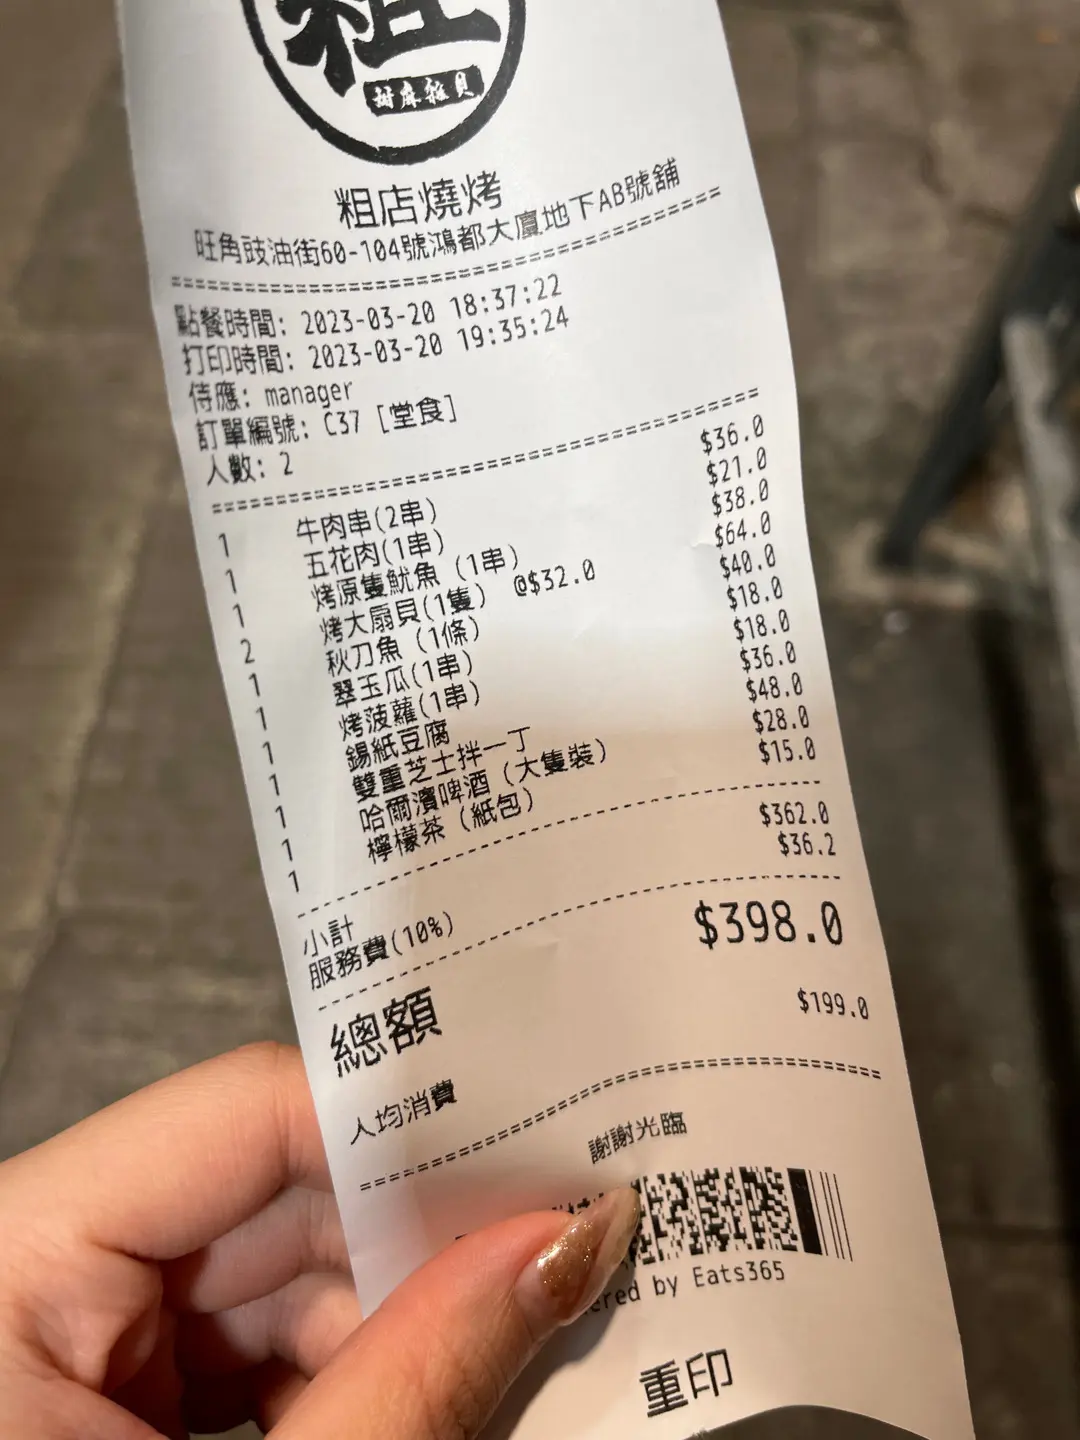 粗
甜麻雜貝
粗店燒烤
旺角豉油街60-104號鴻都大廈地下AB號舖
點餐時間: 2023-03-20 18:37:22
打印時間: 2023-03-20 19:35:24
侍應: manager
訂單編號: C37 [堂食]
人數: 2
1 牛肉串(2串) $36.0
1 五花肉(1串) $21.0
1 烤原隻魷魚 (1串) $38.0
2 烤大扇貝(1隻) @$32.0 $64.0
1 秋刀魚 (1條) $40.0
1 翠玉瓜(1串) $18.0
1 烤菠蘿(1串) $18.0
1 錫紙豆腐 $36.0
1 雙重芝士拌一丁 $48.0
1 哈爾濱啤酒 (大隻裝) $28.0
1 檸檬茶 (紙包) $15.0
小計 $362.0
服務費(10%) $36.2
總額 $398.0
人均消費 $199.0
謝謝光臨
ered by Eats365
重印